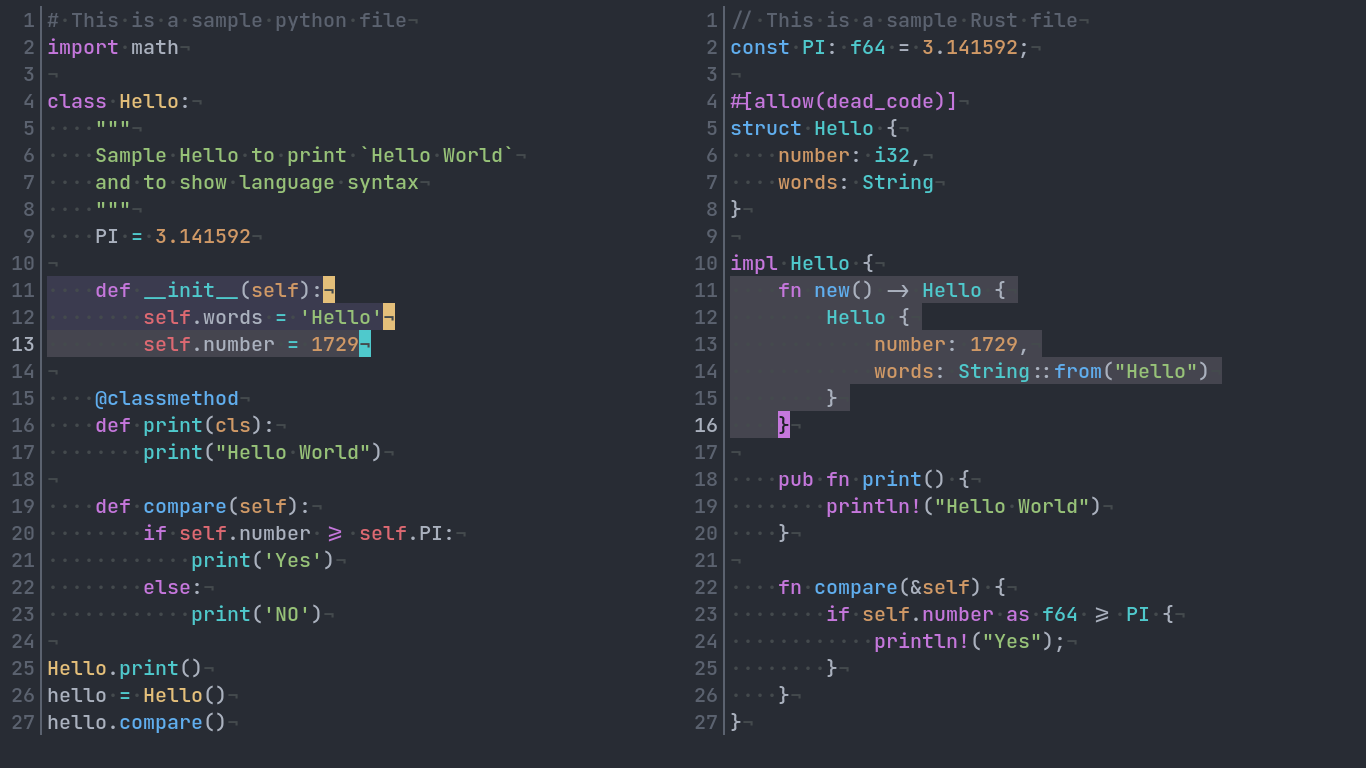 1 # This is a sample python file
2 import math
3
4 class Hello:
5     """
6     Sample Hello to print `Hello World`
7     and to show language syntax
8     """
9     PI = 3.141592
10
11     def __init__(self):
12         self.words = 'Hello'
13         self.number = 1729
14
15     @classmethod
16     def print(cls):
17         print("Hello World")
18
19     def compare(self):
20         if self.number >= self.PI:
21             print('Yes')
22         else:
23             print('NO')
24
25 Hello.print()
26 hello = Hello()
27 hello.compare()
1 // This is a sample Rust file
2 const PI: f64 = 3.141592;
3
4 #[allow(dead_code)]
5 struct Hello {
6     number: i32,
7     words: String
8 }
9
10 impl Hello {
11     fn new() -> Hello {
12         Hello {
13             number: 1729,
14             words: String::from("Hello")
15         }
16     }
17
18     pub fn print() {
19         println!("Hello World")
20     }
21
22     fn compare(&self) {
23         if self.number as f64 >= PI {
24             println!("Yes");
25         }
26     }
27 }